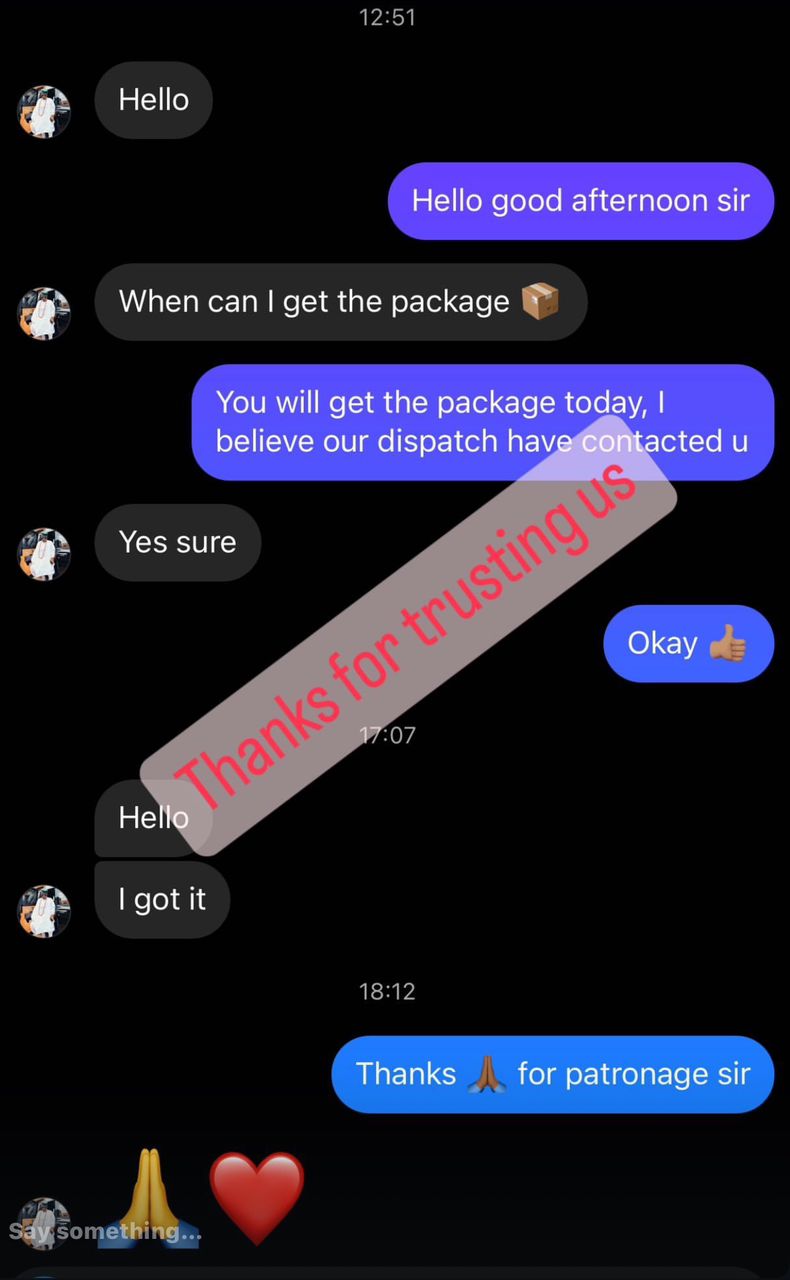 12:51
Hello
Hello good afternoon sir
When can I get the package 📦
You will get the package today, I
believe our dispatch have contacted u
Yes sure
Okay 👍🏽
Thanks for trusting us
17:07
Hello
I got it
18:12
Thanks 🙏🏾 for patronage sir
🙏❤️
Say something...